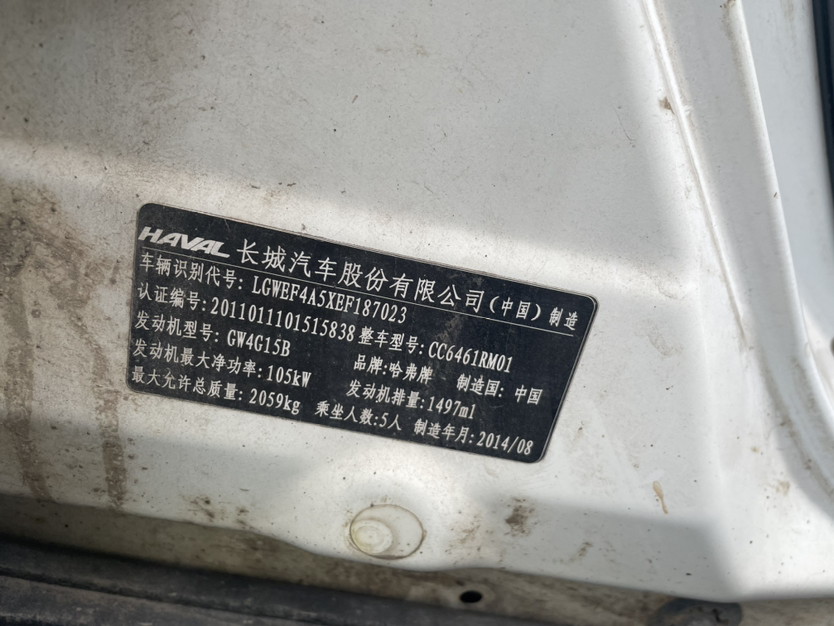 HAVAL 长城汽车股份有限公司(中国)制造
车辆识别代号: LGWEF4A5XEF187023
认证编号: 2011011101515838 整车型号: CC6461RM01
发动机型号: GW4G15B 品牌:哈弗牌 制造国: 中国
发动机最大净功率: 105kW 发动机排量:1497ml
最大允许总质量: 2059kg 乘坐人数:5人 制造年月:2014/08